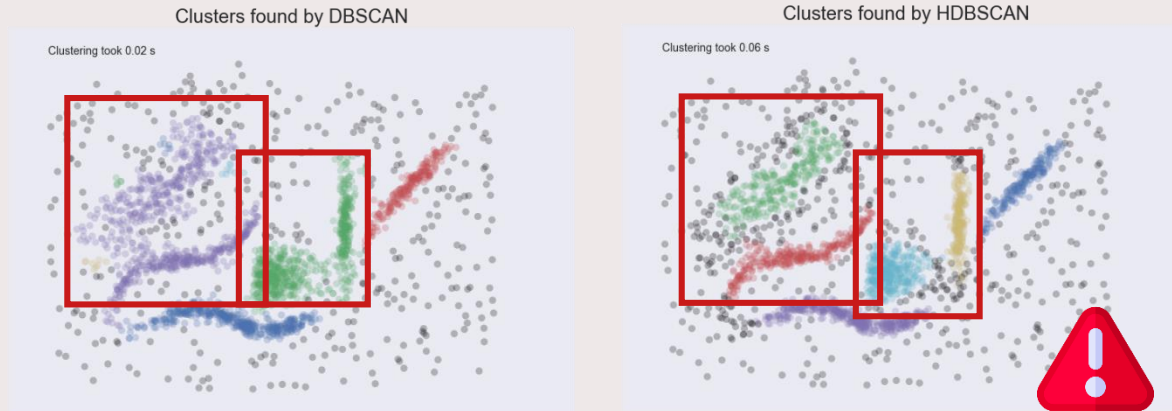 Clusters found by DBSCAN
Clustering took 0.02 s
Clusters found by HDBSCAN
Clustering took 0.06 s